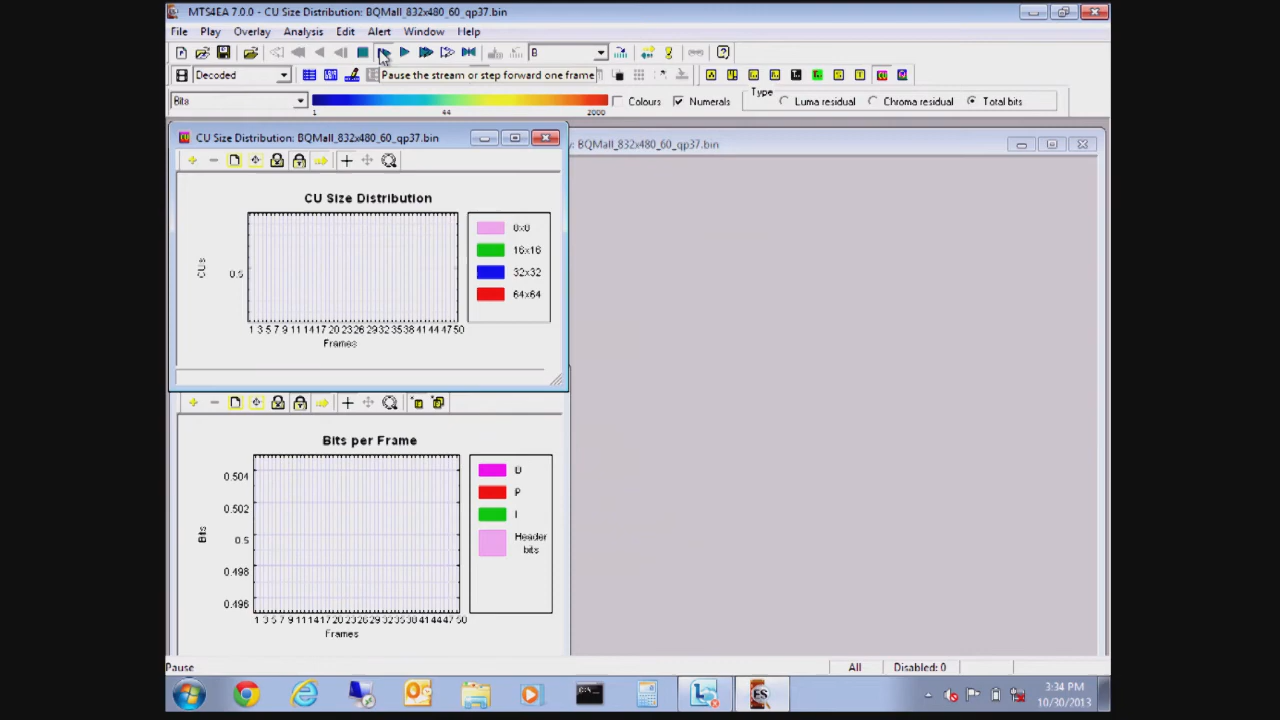 MTS4EA 7.0.0 - CU Size Distribution: BQMall_832x480_60_qp37.bin
File Play Overlay Analysis Edit Alert Window Help
B
Decoded
Pause the stream or step forward one frame
Bits
1 44 2000
Colours
Numerals
Type
Luma residual
Chroma residual
Total bits
CU Size Distribution: BQMall_832x480_60_qp37.bin
: BQMall_832x480_60_qp37.bin
CU Size Distribution
CUs
0.5
1 3 5 7 9 11 14 17 20 23 26 29 32 35 38 41 44 47 50
Frames
8x8
16x16
32x32
64x64
Bits per Frame
Bits
0.504
0.502
0.5
0.498
0.496
1 3 5 7 9 11 14 17 20 23 26 29 32 35 38 41 44 47 50
Frames
B
P
I
Header
bits
Pause
All
Disabled: 0
ES
3:34 PM
10/30/2013